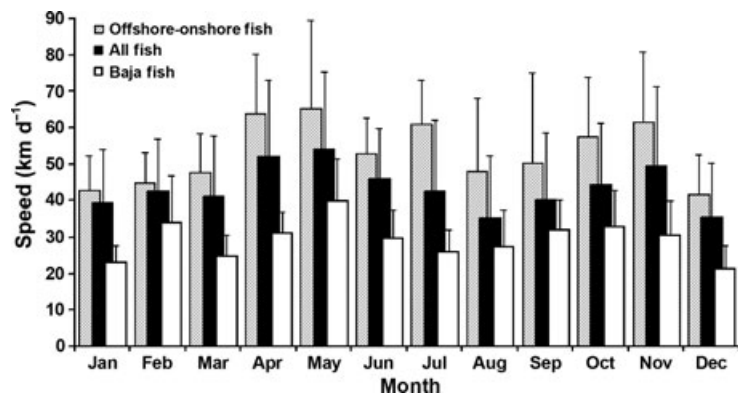 90
80
70
60
50
40
30
20
10
0
Speed (km d⁻¹)
Offshore-onshore fish
All fish
Baja fish
Jan Feb Mar Apr May Jun Jul Aug Sep Oct Nov Dec
Month